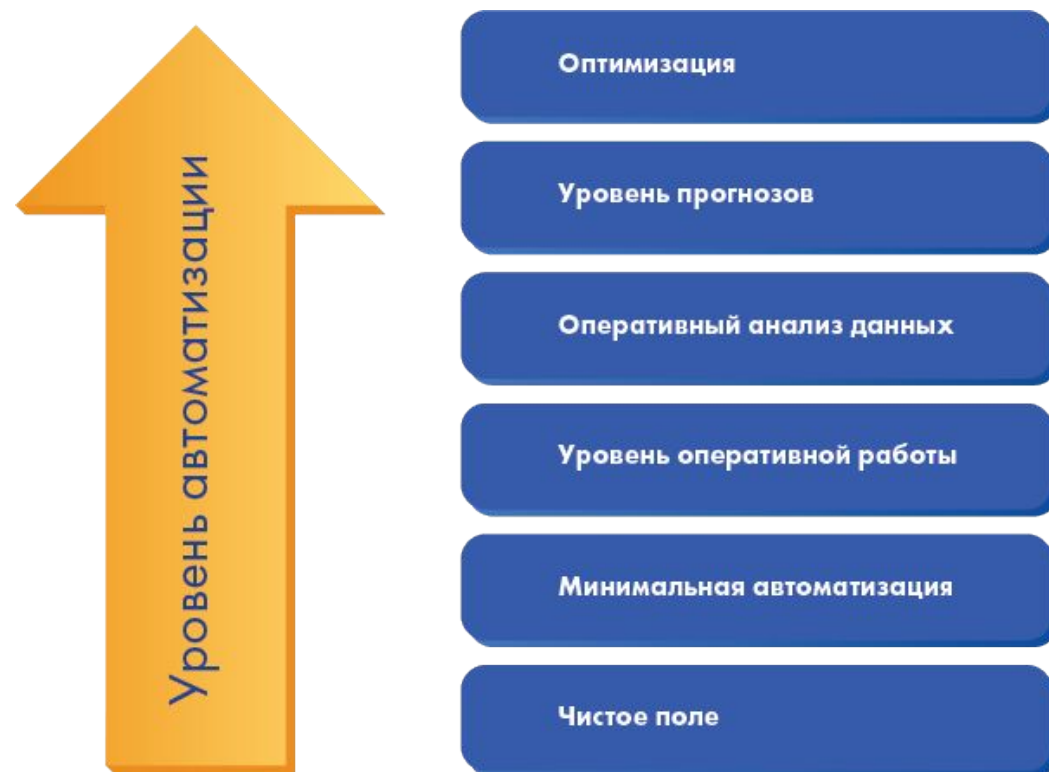 Уровень автоматизации
Оптимизация
Уровень прогнозов
Оперативный анализ данных
Уровень оперативной работы
Минимальная автоматизация
Чистое поле